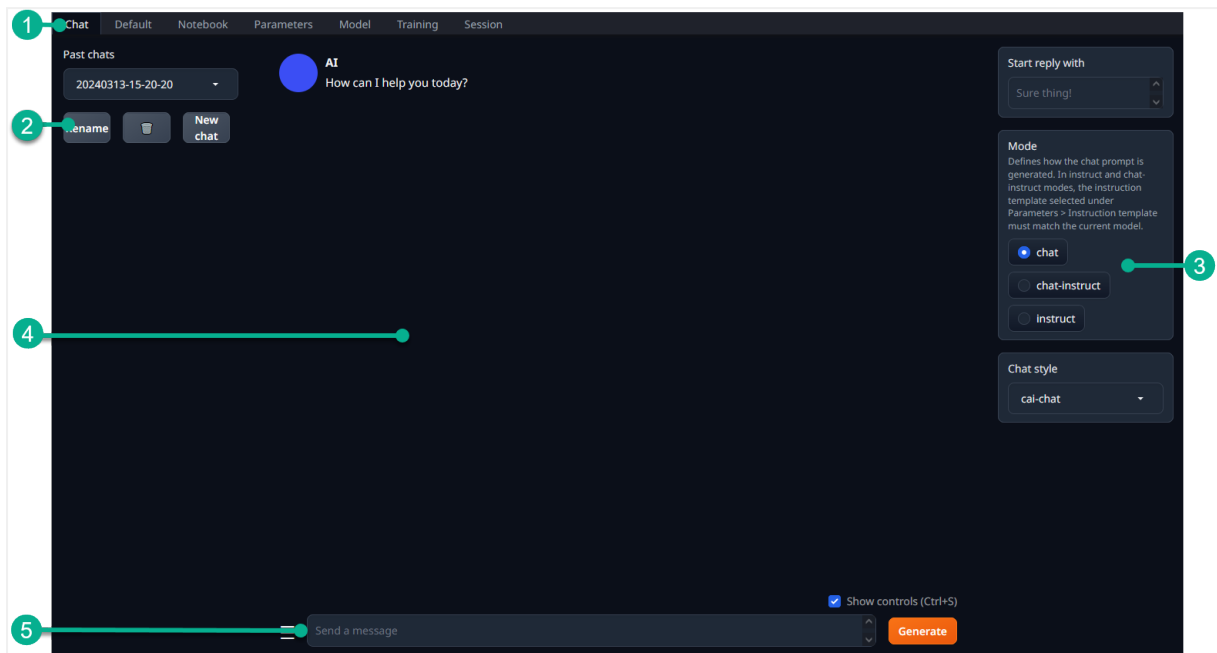 1
Chat Default Notebook Parameters Model Training Session
Past chats
20240313-15-20-20
2
ename
New
chat
AI
How can I help you today?
Start reply with
Sure thing!
Mode
Defines how the chat prompt is
generated. In instruct and chat-
instruct modes, the instruction
template selected under
Parameters > Instruction template
must match the current model.
chat
chat-instruct
instruct
3
4
Chat style
cai-chat
Show controls (Ctrl+S)
5
Send a message
Generate